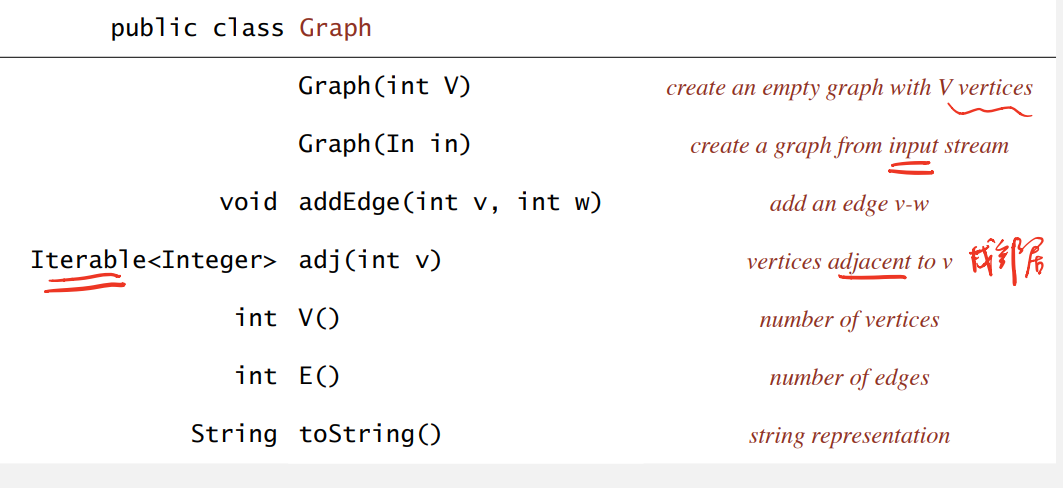 public class Graph
Graph(int V) create an empty graph with V vertices
Graph(In in) create a graph from input stream
void addEdge(int v, int w) add an edge v-w
Iterable<Integer> adj(int v) vertices adjacent to v 找邻居
int V() number of vertices
int E() number of edges
String toString() string representation